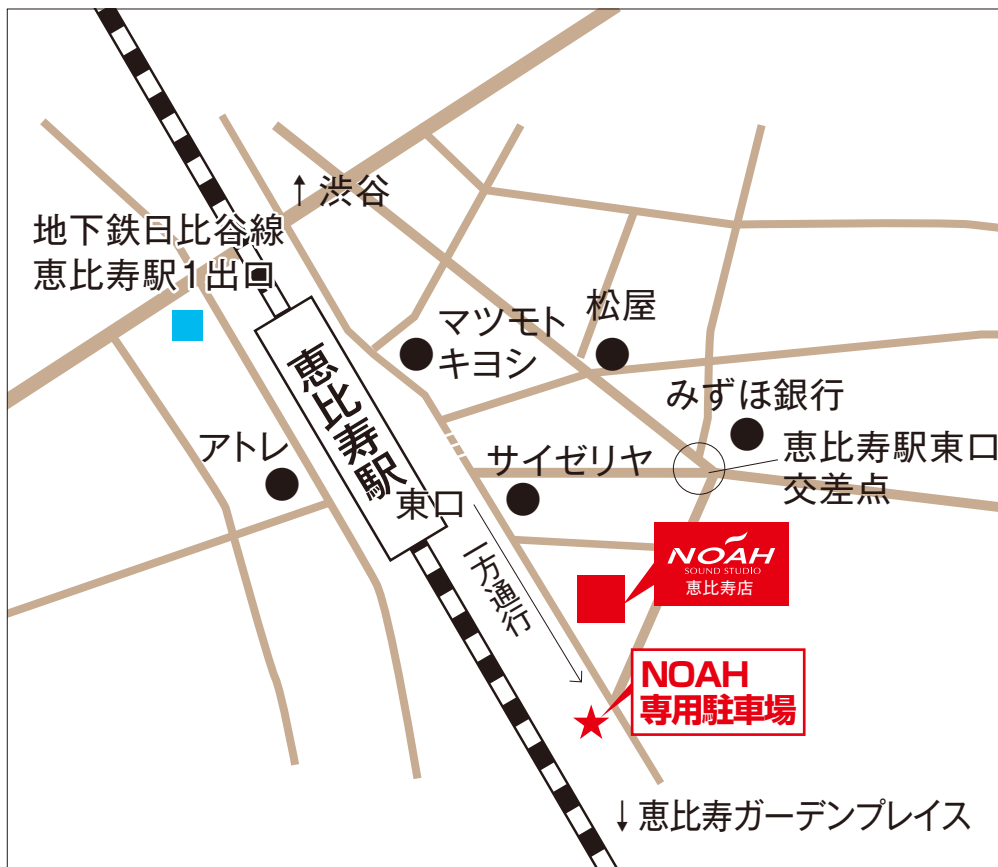 ↑ 渋谷
地下鉄日比谷線
恵比寿駅1出口
マツモト
キヨシ
松屋
恵比寿駅
みずほ銀行
アトレ
サイゼリヤ
恵比寿駅東口
交差点
東口
一方通行
NOAH
SOUND STUDIO
恵比寿店
NOAH
専用駐車場
↓ 恵比寿ガーデンプレイス